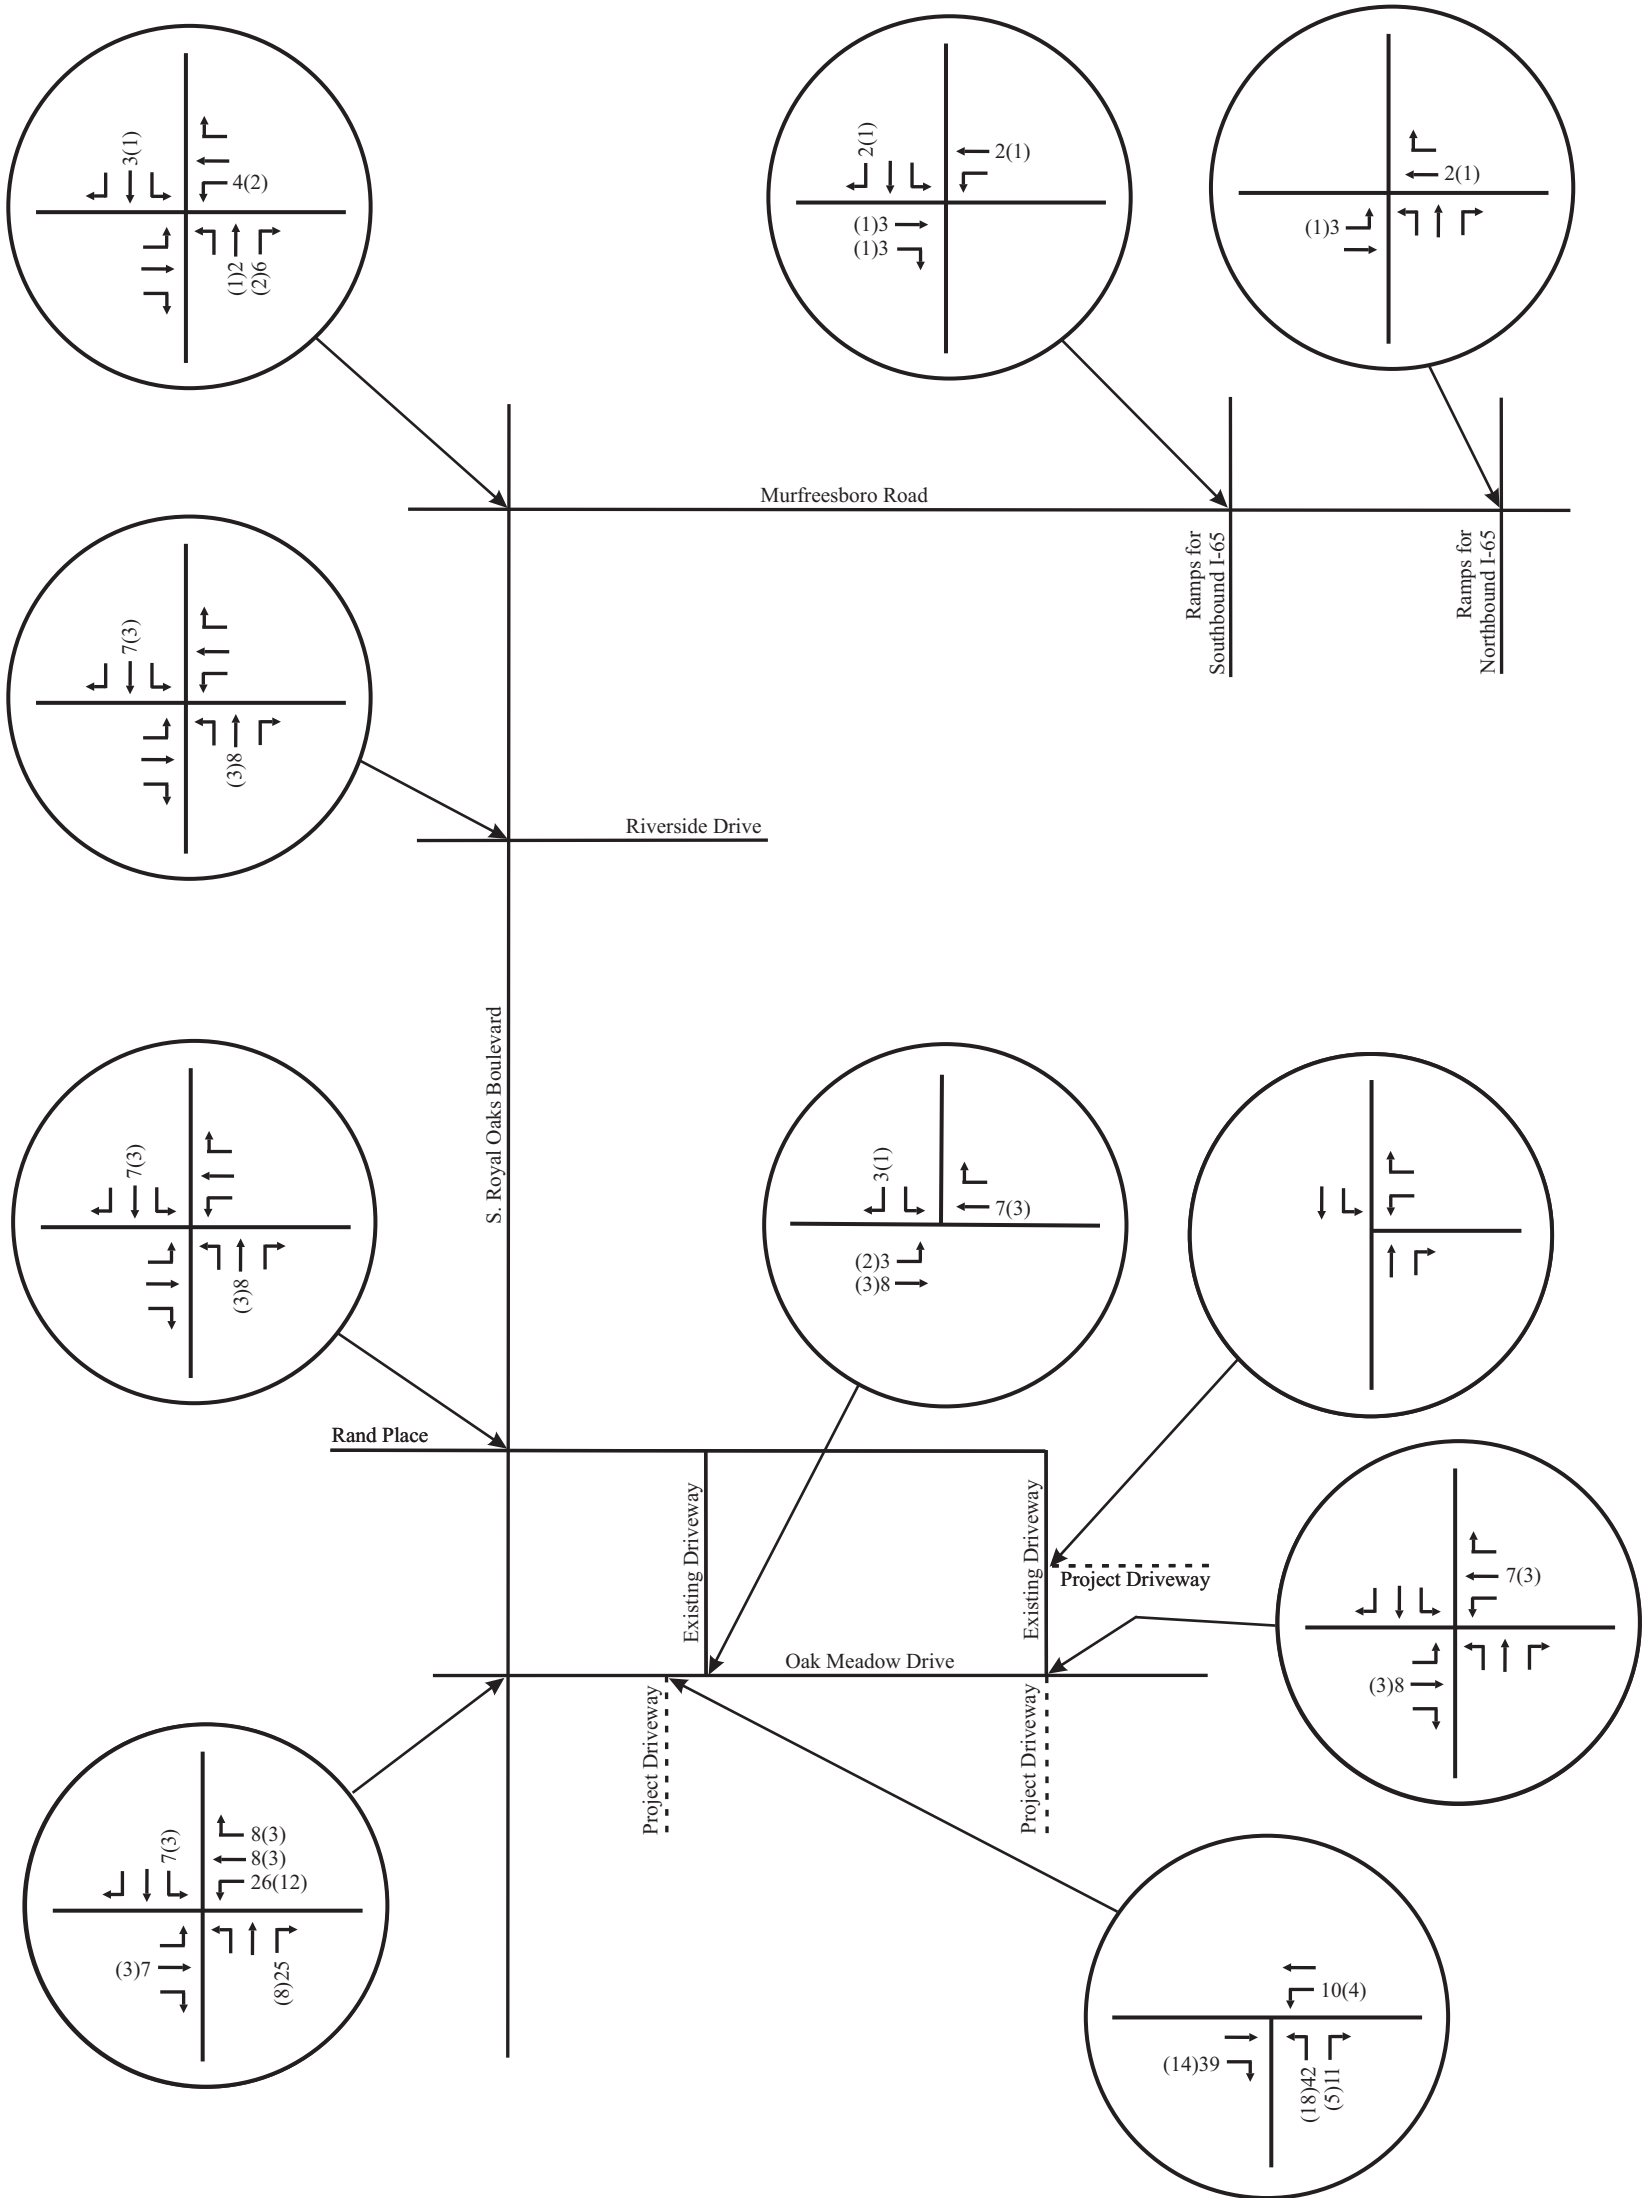 3(1)
4(2)
(1)2
(2)6
2(1)
2(1)
(1)3
(1)3
2(1)
(1)3
Murfreesboro Road
Ramps for
Southbound I-65
Ramps for
Northbound I-65
7(3)
(3)8
Riverside Drive
S. Royal Oaks Boulevard
7(3)
(3)8
3(1)
7(3)
(2)3
(3)8
Rand Place
Existing Driveway
Existing Driveway
Project Driveway
7(3)
(3)8
Oak Meadow Drive
Project Driveway
Project Driveway
7(3)
8(3)
8(3)
26(12)
(3)7
(8)25
10(4)
(14)39
(18)42
(5)11